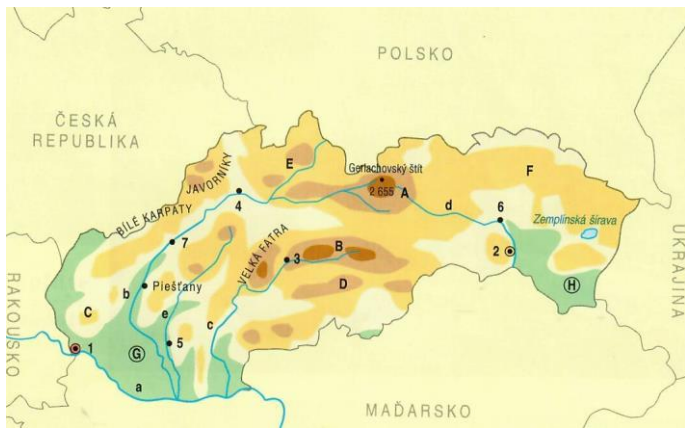 POLSKO
ČESKÁ
REPUBLIKA
E
Gerlachovský štít
2 655
A
F
JAVORNÍKY
4
d
6
BÍLÉ KARPATY
Zemplínská šírava
7
VELKÁ FATRA
3
B
2
UKRAJINA
RAKOUSKO
b
Piešťany
D
H
C
e
c
1
G
5
a
MAĎARSKO